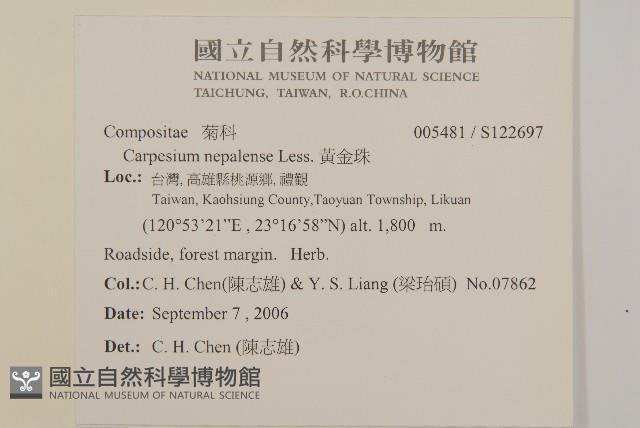 國立自然科學博物館
NATIONAL MUSEUM OF NATURAL SCIENCE
TAICHUNG, TAIWAN, R.O.CHINA
Compositae 菊科 005481 / S122697
Carpesium nepalense Less. 黃金珠
Loc.: 台灣, 高雄縣桃源鄉, 禮觀
Taiwan, Kaohsiung County,Taoyuan Township, Likuan
(120°53’21”E , 23°16’58”N) alt. 1,800 m.
Roadside, forest margin. Herb.
Col.: C. H. Chen(陳志雄) & Y. S. Liang (梁珆碩) No.07862
Date: September 7 , 2006
Det.: C. H. Chen (陳志雄)
國立自然科學博物館
NATIONAL MUSEUM OF NATURAL SCIENCE